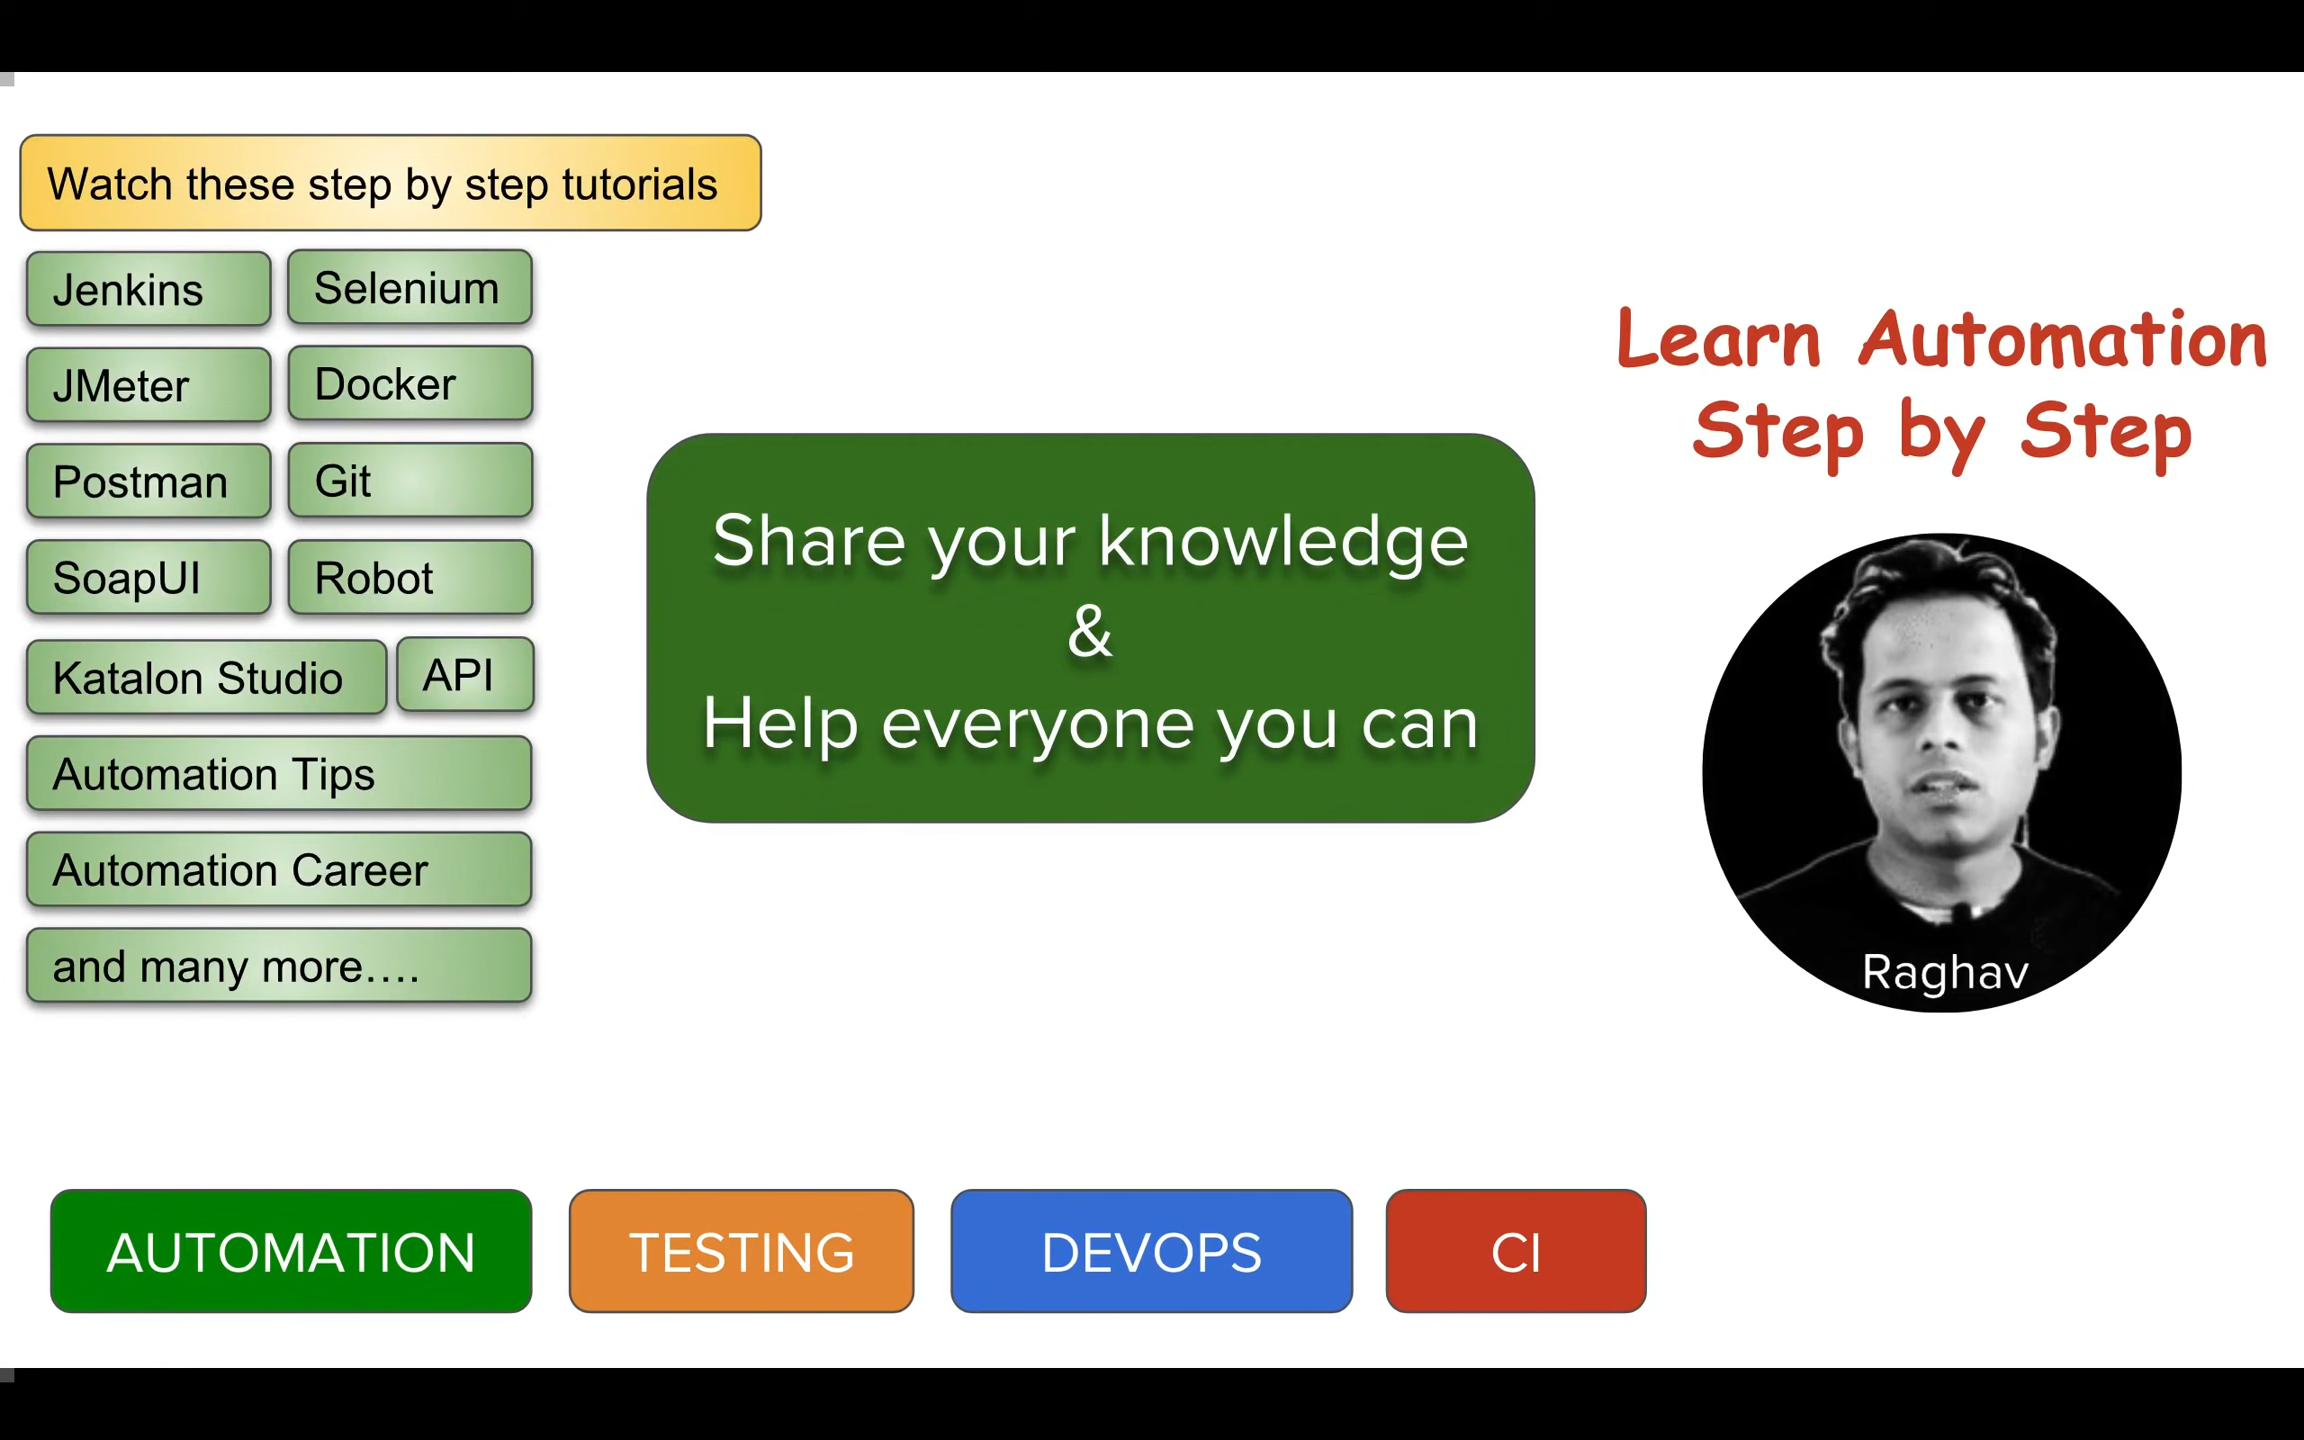 Watch these step by step tutorials
Jenkins
Selenium
JMeter
Docker
Postman
Git
SoapUI
Robot
Katalon Studio
API
Automation Tips
Automation Career
and many more....
Share your knowledge
&
Help everyone you can
Learn Automation
Step by Step
Raghav
AUTOMATION
TESTING
DEVOPS
CI